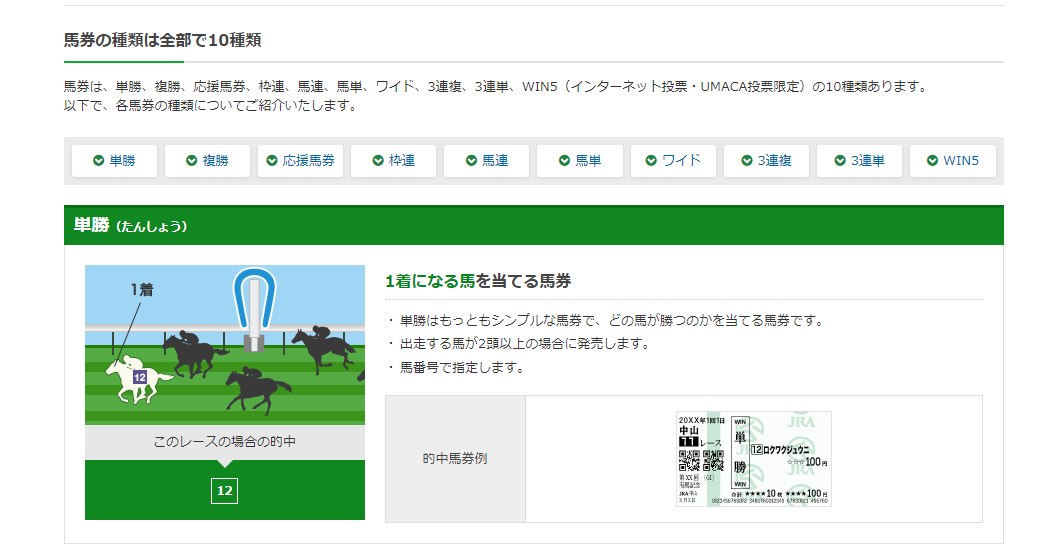 馬券の種類は全部で10種類
馬券は、単勝、複勝、応援馬券、枠連、馬連、馬単、ワイド、3連複、3連単、WIN5（インターネット投票・UMACA投票限定）の10種類あります。
以下で、各馬券の種類についてご紹介いたします。
単勝 複勝 応援馬券 枠連 馬連 馬単 ワイド 3連複 3連単 WIN5
単勝（たんしょう）
1着
12
このレースの場合の的中
12
1着になる馬を当てる馬券
・単勝はもっともシンプルな馬券で、どの馬が勝つのかを当てる馬券です。
・出走する馬が2頭以上の場合に発売します。
・馬番号で指定します。
的中馬券例
20XX年1回1日
中山
11レース
WIN
単勝
WIN
JRA
12 ロクワクジュウニ
☆☆☆100円
JRA
合計 ★★★★10枚 ★★★★100円